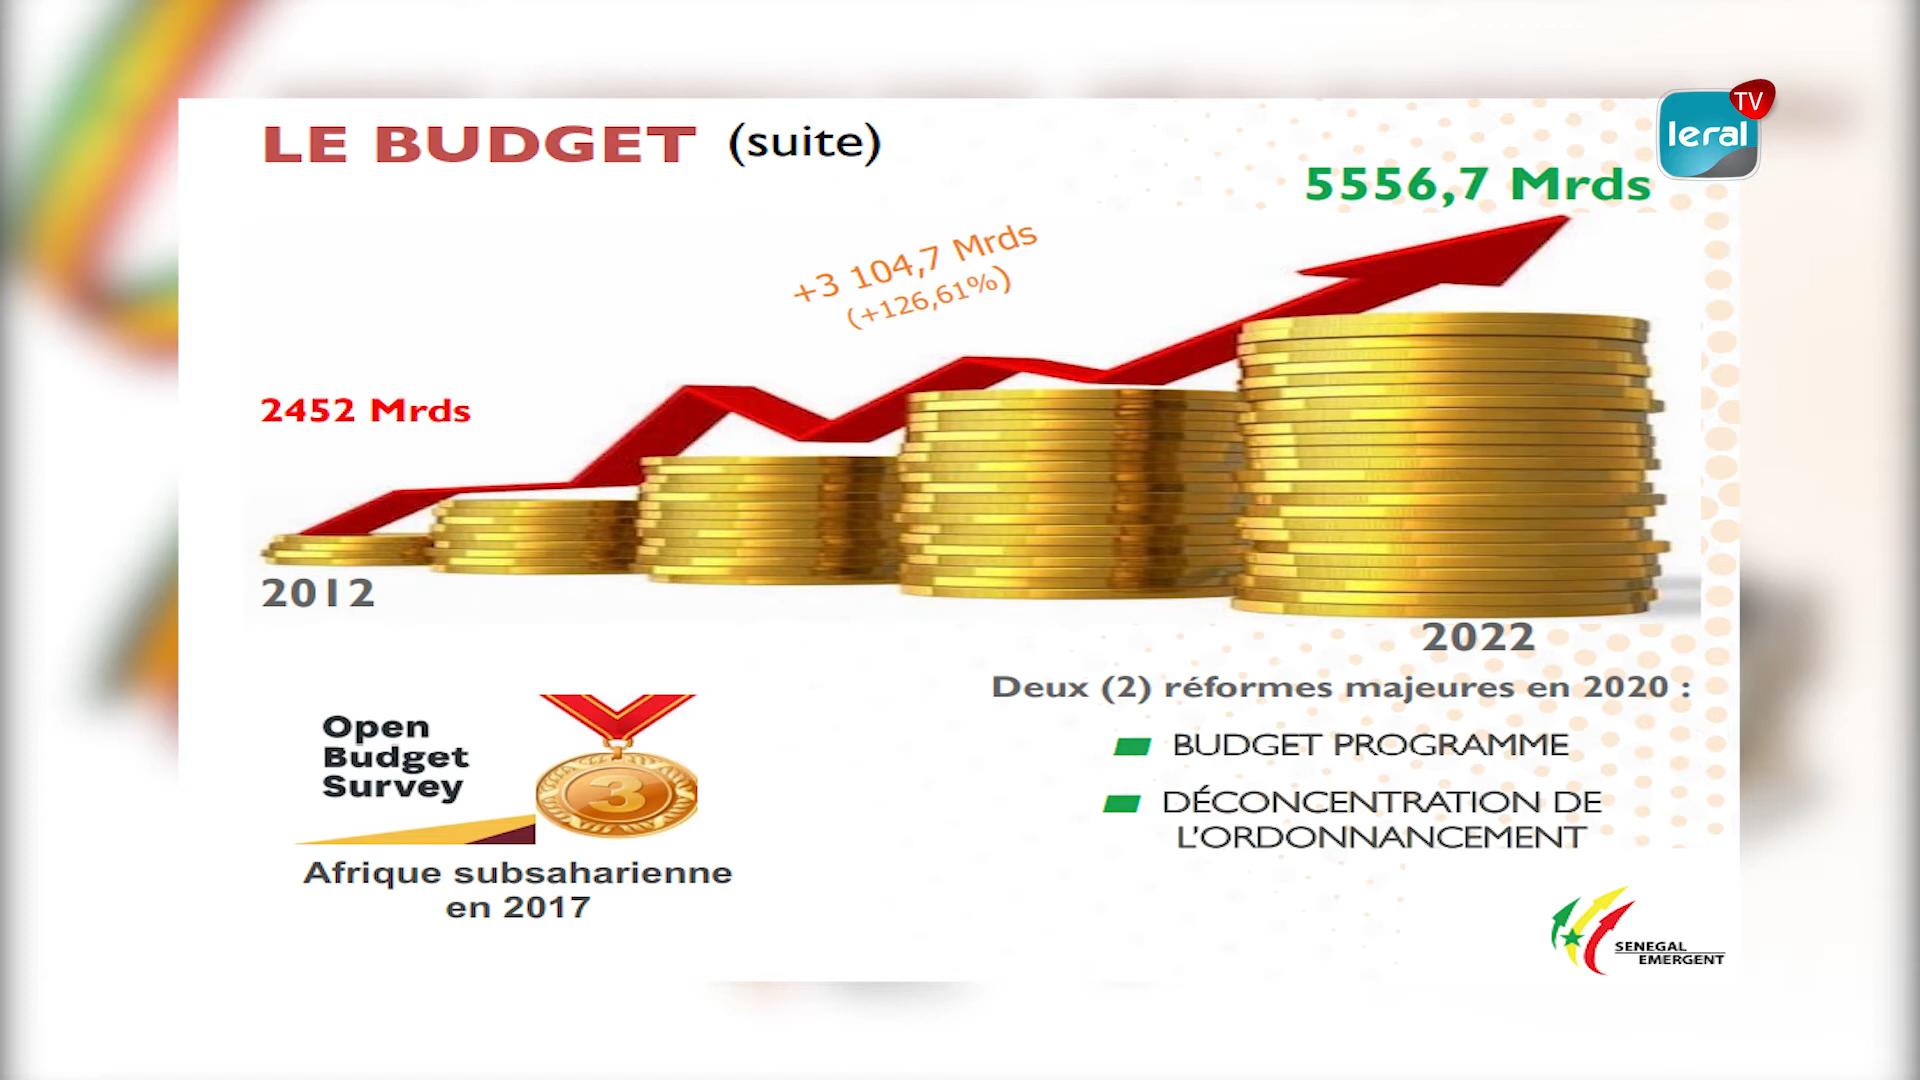 LE BUDGET (suite)
TV
leral
5556,7 Mrds
+3 104,7 Mrds
(+126,61%)
2452 Mrds
2012
2022
Deux (2) réformes majeures en 2020 :
BUDGET PROGRAMME
DÉCONCENTRATION DE
L'ORDONNANCEMENT
Open
Budget
Survey
3
Afrique subsaharienne
en 2017
SENEGAL
EMERGENT